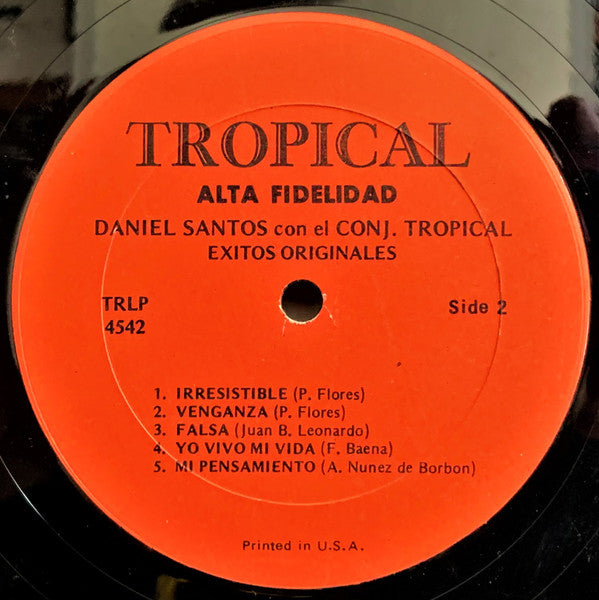 TROPICAL
ALTA FIDELIDAD
DANIEL SANTOS con el CONJ. TROPICAL
EXITOS ORIGINALES
TRLP Side 2
4542
1. IRRESISTIBLE (P. Flores)
2. VENGANZA (P. Flores)
3. FALSA (Juan B. Leonardo)
4. YO VIVO MI VIDA (F. Baena)
5. MI PENSAMIENTO (A. Nunez de Borbon)
Printed in U.S.A.